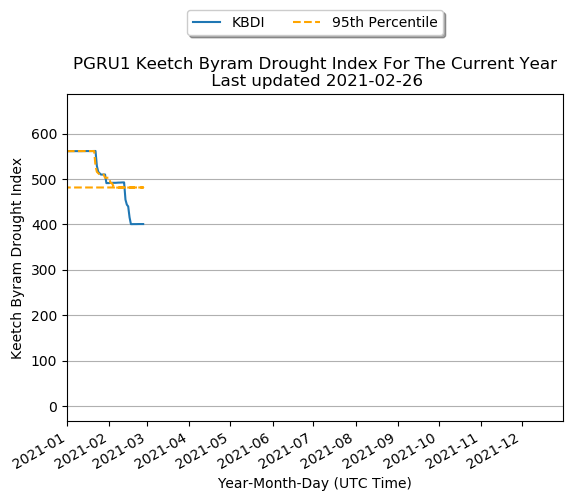 KBDI 95th Percentile
PGRU1 Keetch Byram Drought Index For The Current Year
Last updated 2021-02-26
Keetch Byram Drought Index
600
500
400
300
200
100
0
2021-01 2021-02 2021-03 2021-04 2021-05 2021-06 2021-07 2021-08 2021-09 2021-10 2021-11 2021-12
Year-Month-Day (UTC Time)